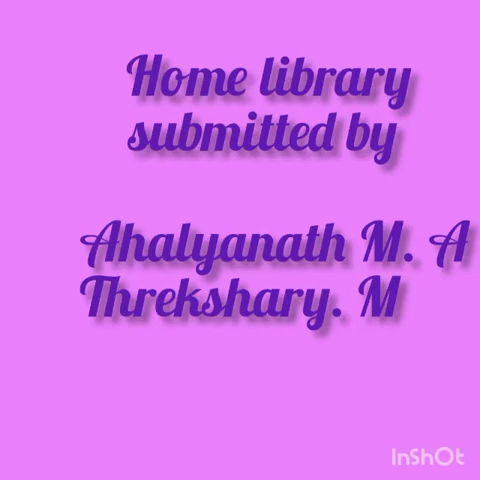 Home library
submitted by
Ahalyanath M. A
Threkshary. M
InShOt